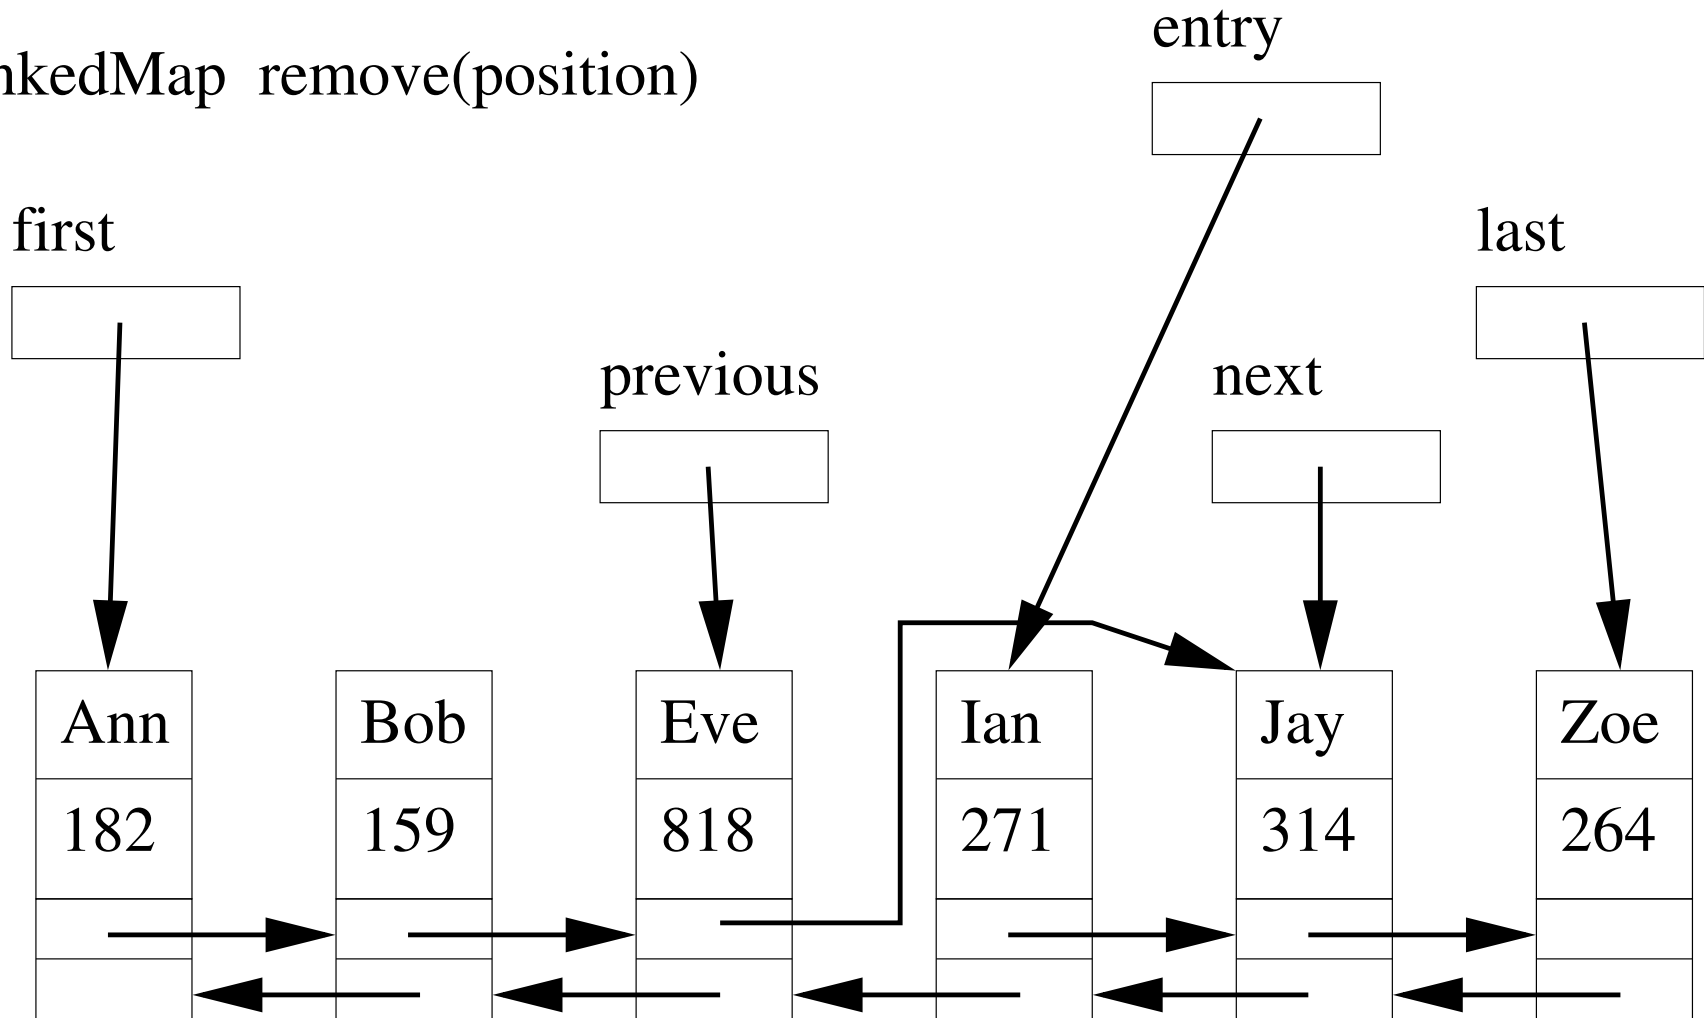 entry
nkedMap remove(position)
first
last
previous
next
Ann Bob Eve Ian Jay Zoe
182 159 818 271 314 264